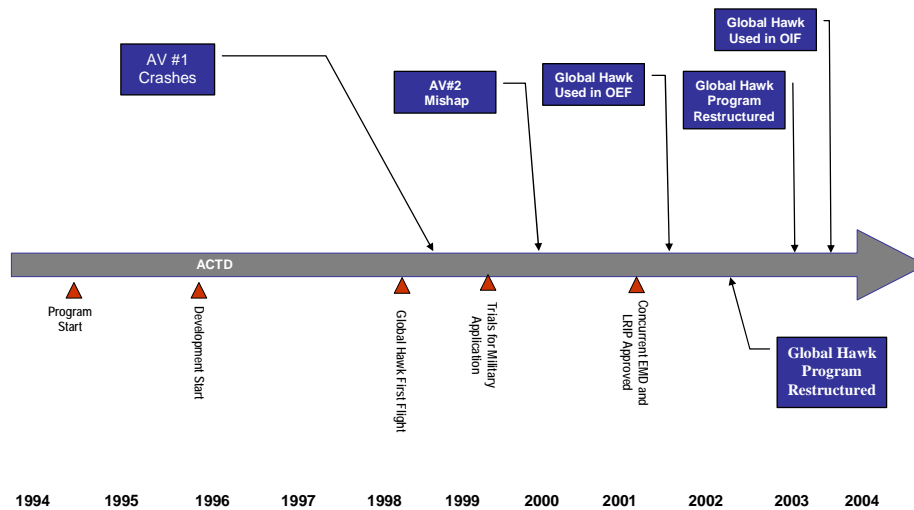 Global Hawk
Used in OIF
AV #1
Crashes
AV#2
Mishap
Global Hawk
Used in OEF
Global Hawk
Program
Restructured
ACTD
Program
Start
Development Start
Global Hawk First Flight
Trials for Military
Application
Concurrent EMD and
LRIP Approved
Global Hawk
Program
Restructured
1994 1995 1996 1997 1998 1999 2000 2001 2002 2003 2004